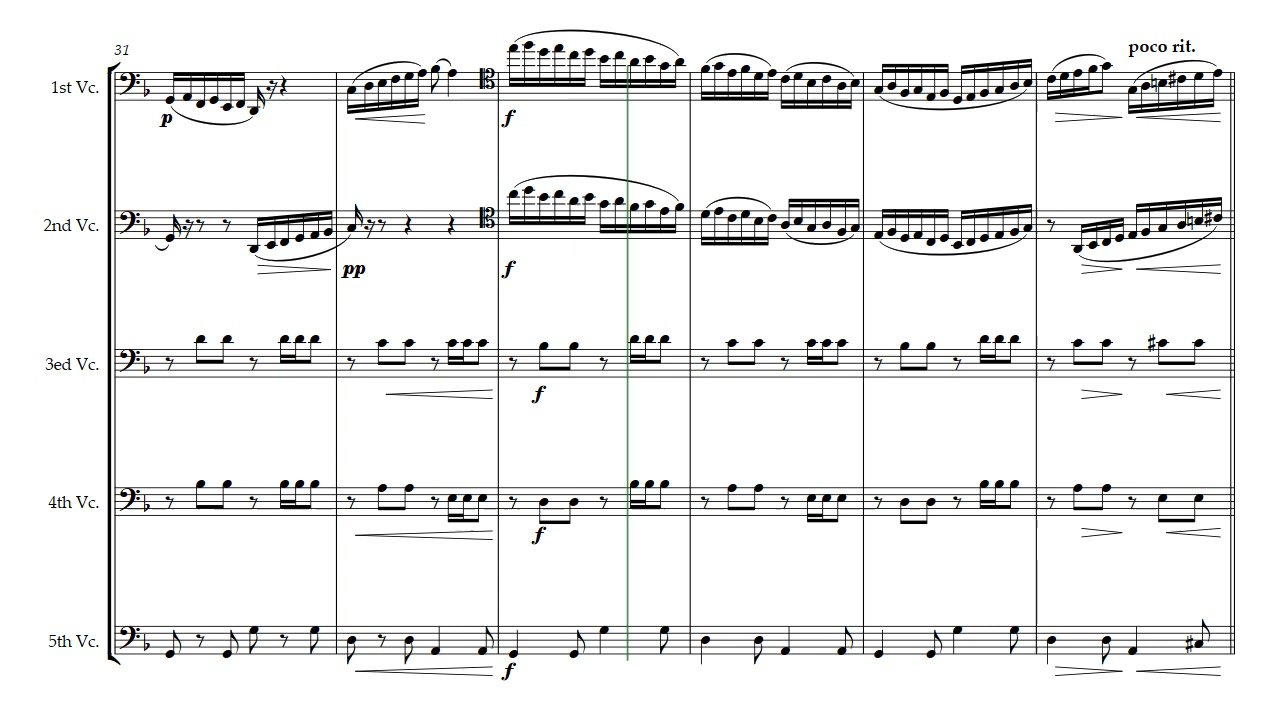 31
poco rit.
1st Vc.
p
f
2nd Vc.
pp
f
3ed Vc.
f
4th Vc.
f
5th Vc.
f